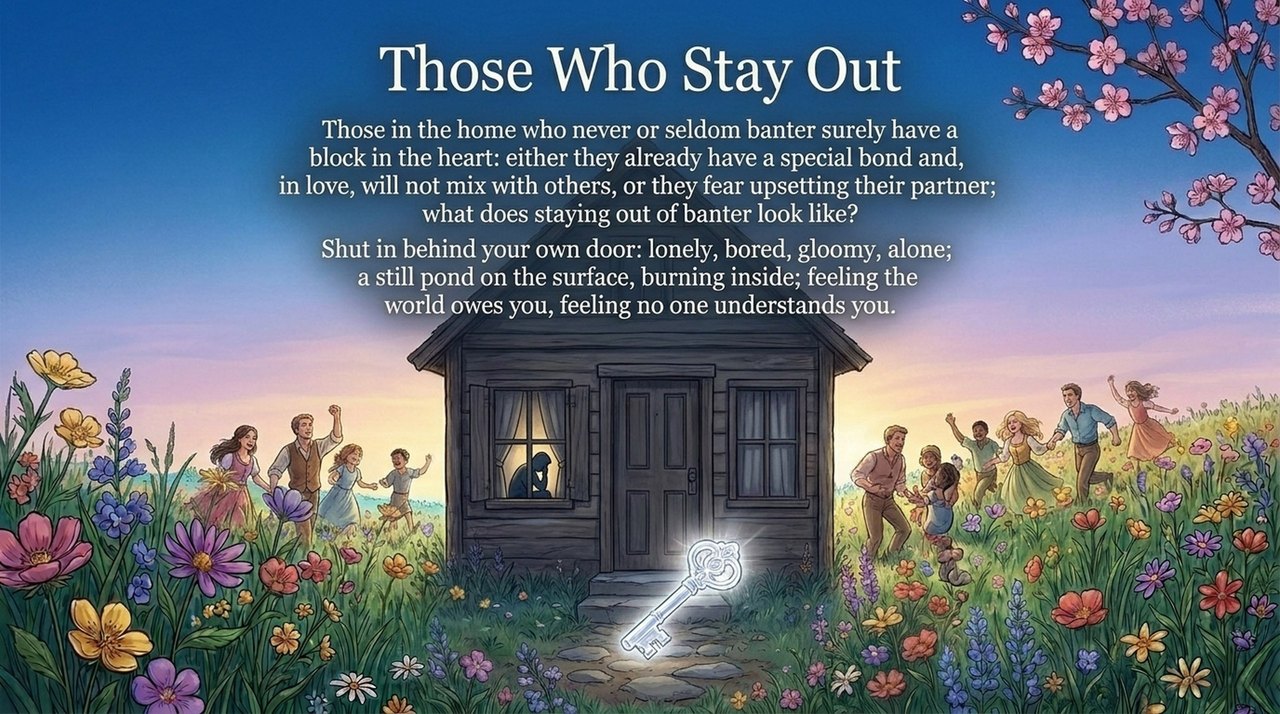 Those Who Stay Out
Those in the home who never or seldom banter surely have a
block in the heart: either they already have a special bond and,
in love, will not mix with others, or they fear upsetting their partner;
what does staying out of banter look like?
Shut in behind your own door: lonely, bored, gloomy, alone;
a still pond on the surface, burning inside; feeling the
world owes you, feeling no one understands you.